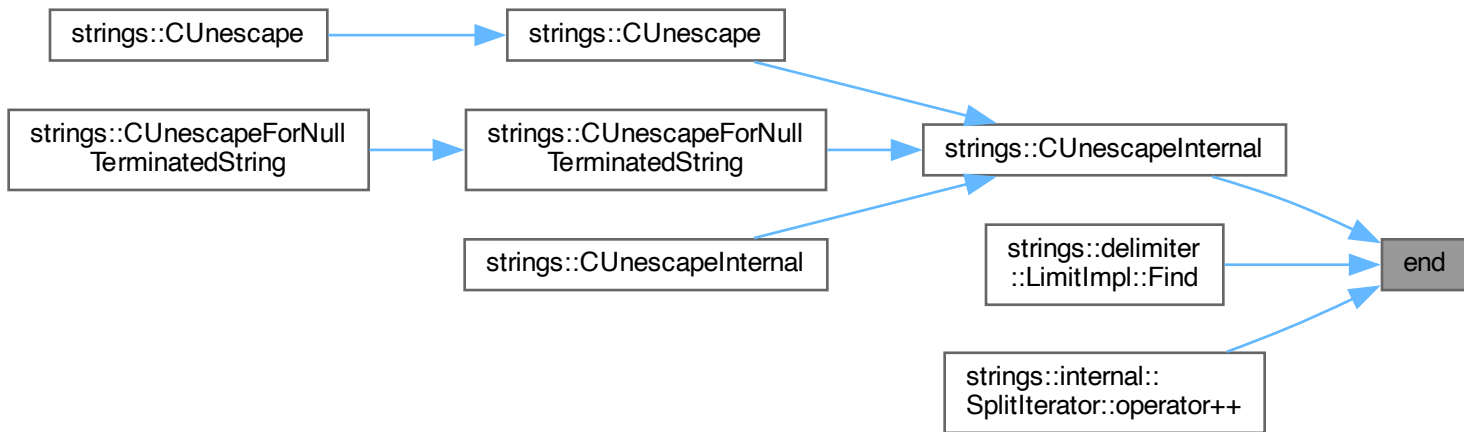 strings::CUnescape
strings::CUnescape
strings::CUnescapeForNull
TerminatedString
strings::CUnescapeForNull
TerminatedString
strings::CUnescapeInternal
strings::CUnescapeInternal
strings::delimiter
::LimitImpl::Find
end
strings::internal::
SplitIterator::operator++